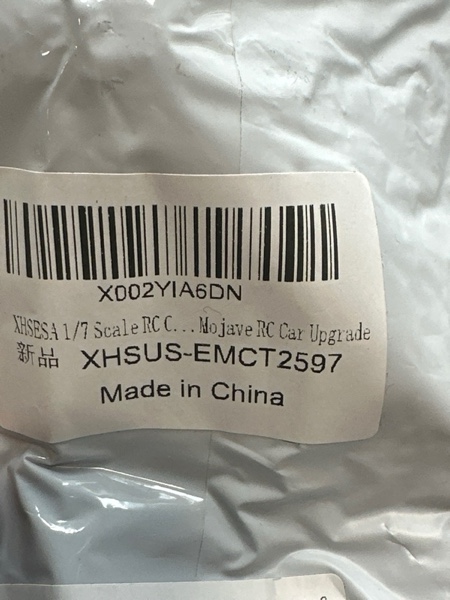 X002YIA6DN
XHSESA 1/7 Scale RC C... Mojave RC Car Upgrade
新品 XHSUS-EMCT2597
Made in China